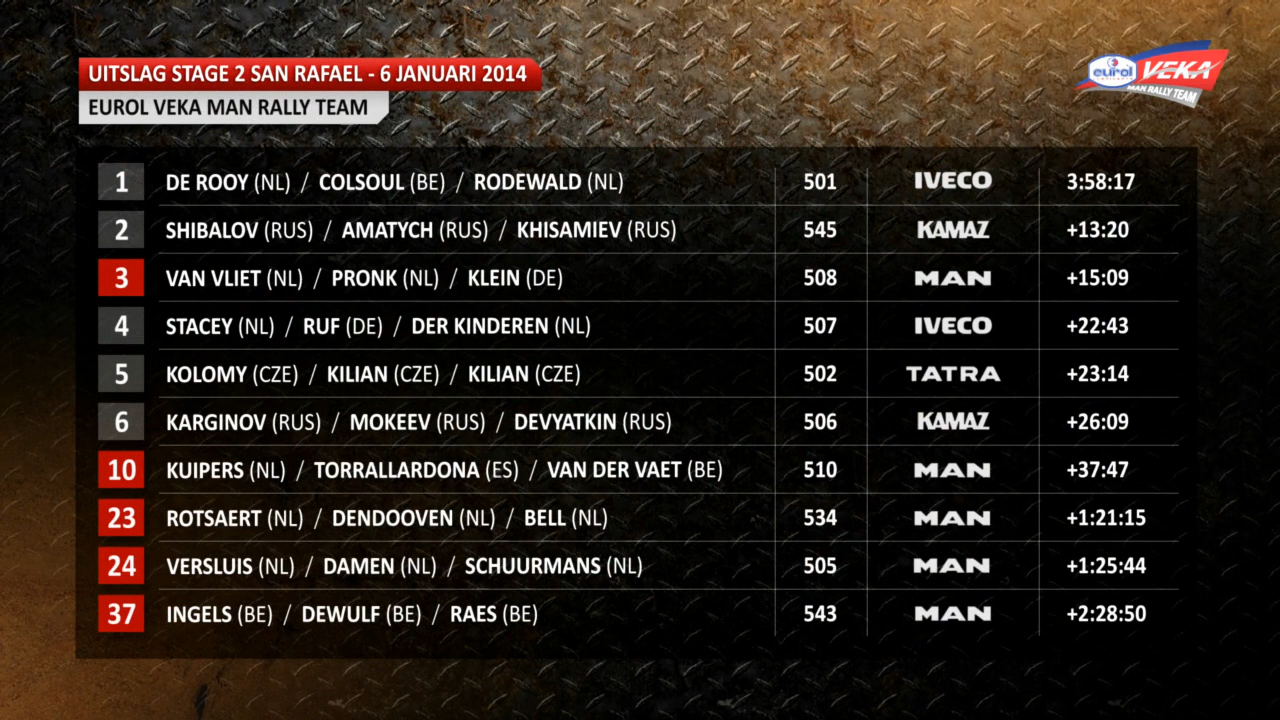 UITSLAG STAGE 2 SAN RAFAEL - 6 JANUARI 2014
EUROL VEKA MAN RALLY TEAM
eurol VEKA
MAN RALLY TEAM
1 DE ROOY (NL) / COLSOUL (BE) / RODEWALD (NL) 501 IVECO 3:58:17
2 SHIBALOV (RUS) / AMATYCH (RUS) / KHISAMIEV (RUS) 545 KAMAZ +13:20
3 VAN VLIET (NL) / PRONK (NL) / KLEIN (DE) 508 MAN +15:09
4 STACEY (NL) / RUF (DE) / DER KINDEREN (NL) 507 IVECO +22:43
5 KOLOMY (CZE) / KILIAN (CZE) / KILIAN (CZE) 502 TATRA +23:14
6 KARGINOV (RUS) / MOKEEV (RUS) / DEVYATKIN (RUS) 506 KAMAZ +26:09
10 KUIPERS (NL) / TORRALLARDONA (ES) / VAN DER VAET (BE) 510 MAN +37:47
23 ROTSAERT (NL) / DENDOOVEN (NL) / BELL (NL) 534 MAN +1:21:15
24 VERSLUIS (NL) / DAMEN (NL) / SCHUURMANS (NL) 505 MAN +1:25:44
37 INGELS (BE) / DEWULF (BE) / RAES (BE) 543 MAN +2:28:50